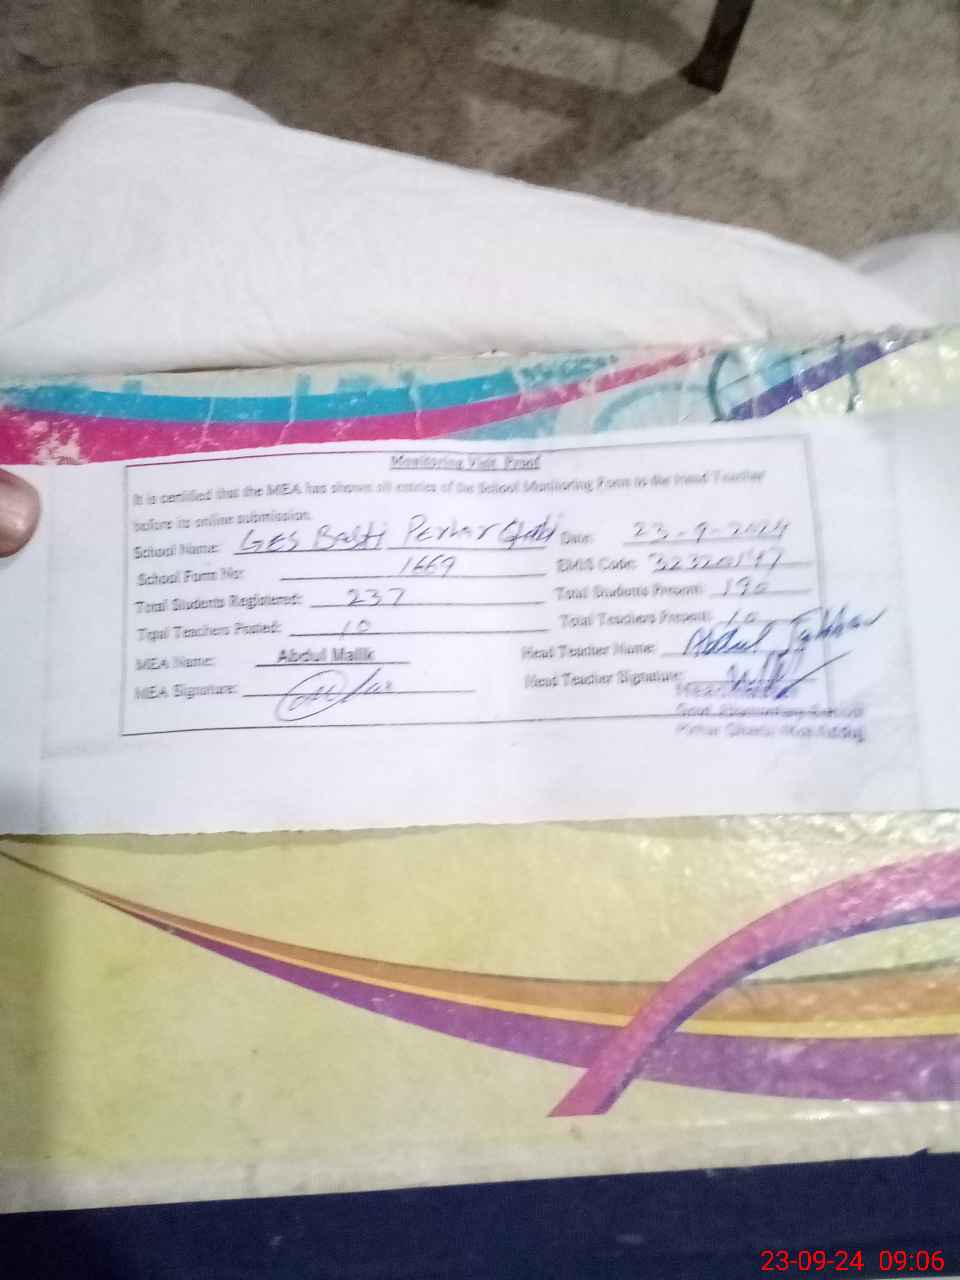 Monitoring Visit Proof
It is certified that the MEA has shown all entries of the School Monitoring Form to the Head Teacher
before its online submission.
School Name: GES Basti Perhar Date: 23-9-2024
School Form No: 1669 EMIS Code:
Total Students Registered: 237 Total Students Present: 190
Total Teachers Posted: 10 Total Teachers Present: 10
MEA Name: Abdul Malik Head Teacher Name: Abdul
MEA Signature: Head Teacher Signature:
Govt. Elementary School
23-09-24 09:06